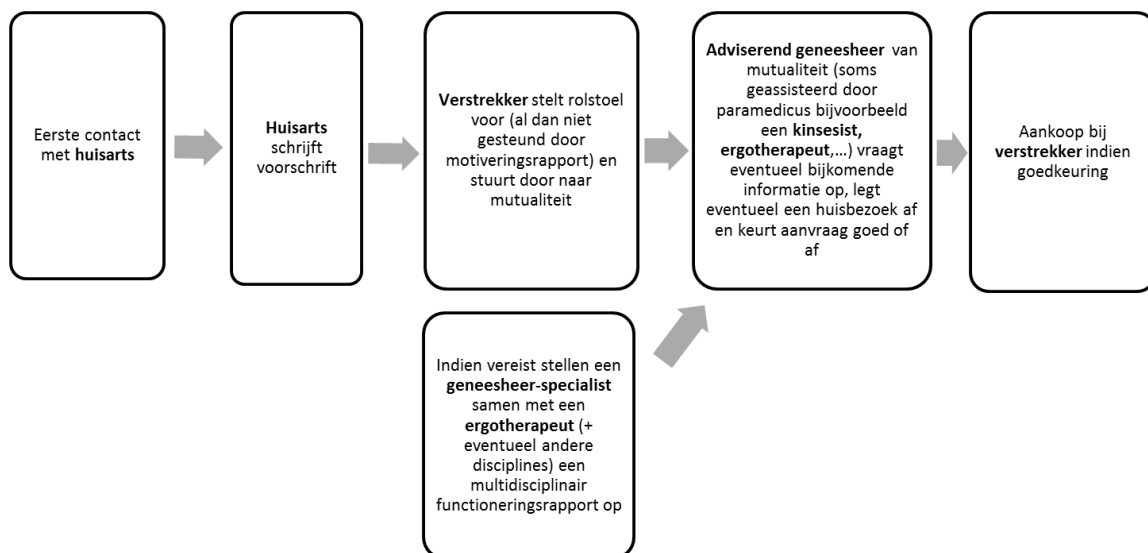 Eerste contact
met huisarts
Huisarts
schrijft
voorschrift
Verstrekker stelt rolstoel
voor (al dan niet
gesteund door
motiveringsrapport) en
stuurt door naar
mutualiteit
Adviserend geneesheer van
mutualiteit (soms
geassisteerd door
paramedicus bijvoorbeeld
een kinsesist,
ergotherapeut,...) vraagt
eventueel bijkomende
informatie op, legt
eventueel een huisbezoek af
en keurt aanvraag goed of
af
Aankoop bij
verstrekker indien
goedkeuring
Indien vereist stellen een
geneesheer-specialist
samen met een
ergotherapeut (+
eventueel andere
disciplines) een
multidisciplinair
functioneringsrapport op